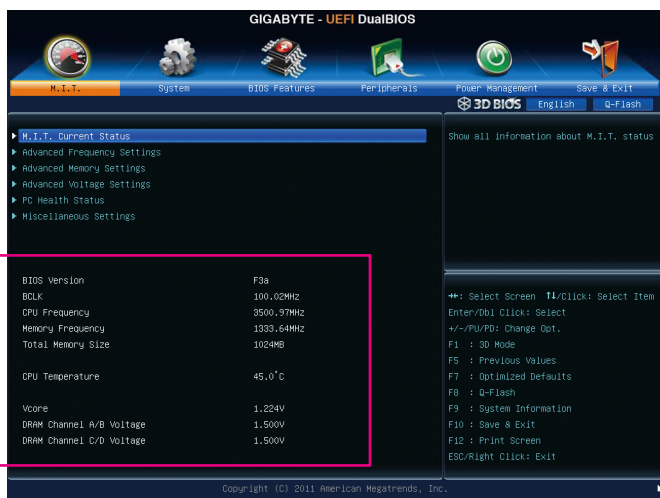 GIGABYTE - UEFI DualBIOS
M.I.T.
System
BIOS Features
Peripherals
Power Management
Save & Exit
3D BIOS
English
Q-Flash
M.I.T. Current Status
Advanced Frequency Settings
Advanced Memory Settings
Advanced Voltage Settings
PC Health Status
Miscellaneous Settings
Show all information about M.I.T. status
BIOS Version F3a
BCLK 100.02MHz
CPU Frequency 3500.97MHz
Memory Frequency 1333.64MHz
Total Memory Size 1024MB
CPU Temperature 45.0°C
Vcore 1.224V
DRAM Channel A/B Voltage 1.500V
DRAM Channel C/D Voltage 1.500V
→←: Select Screen ↑↓/Click: Select Item
Enter/Dbl Click: Select
+/-/PU/PD: Change Opt.
F1 : 3D Mode
F5 : Previous Values
F7 : Optimized Defaults
F8 : Q-Flash
F9 : System Information
F10 : Save & Exit
F12 : Print Screen
ESC/Right Click: Exit
Copyright (C) 2011 American Megatrends, Inc.